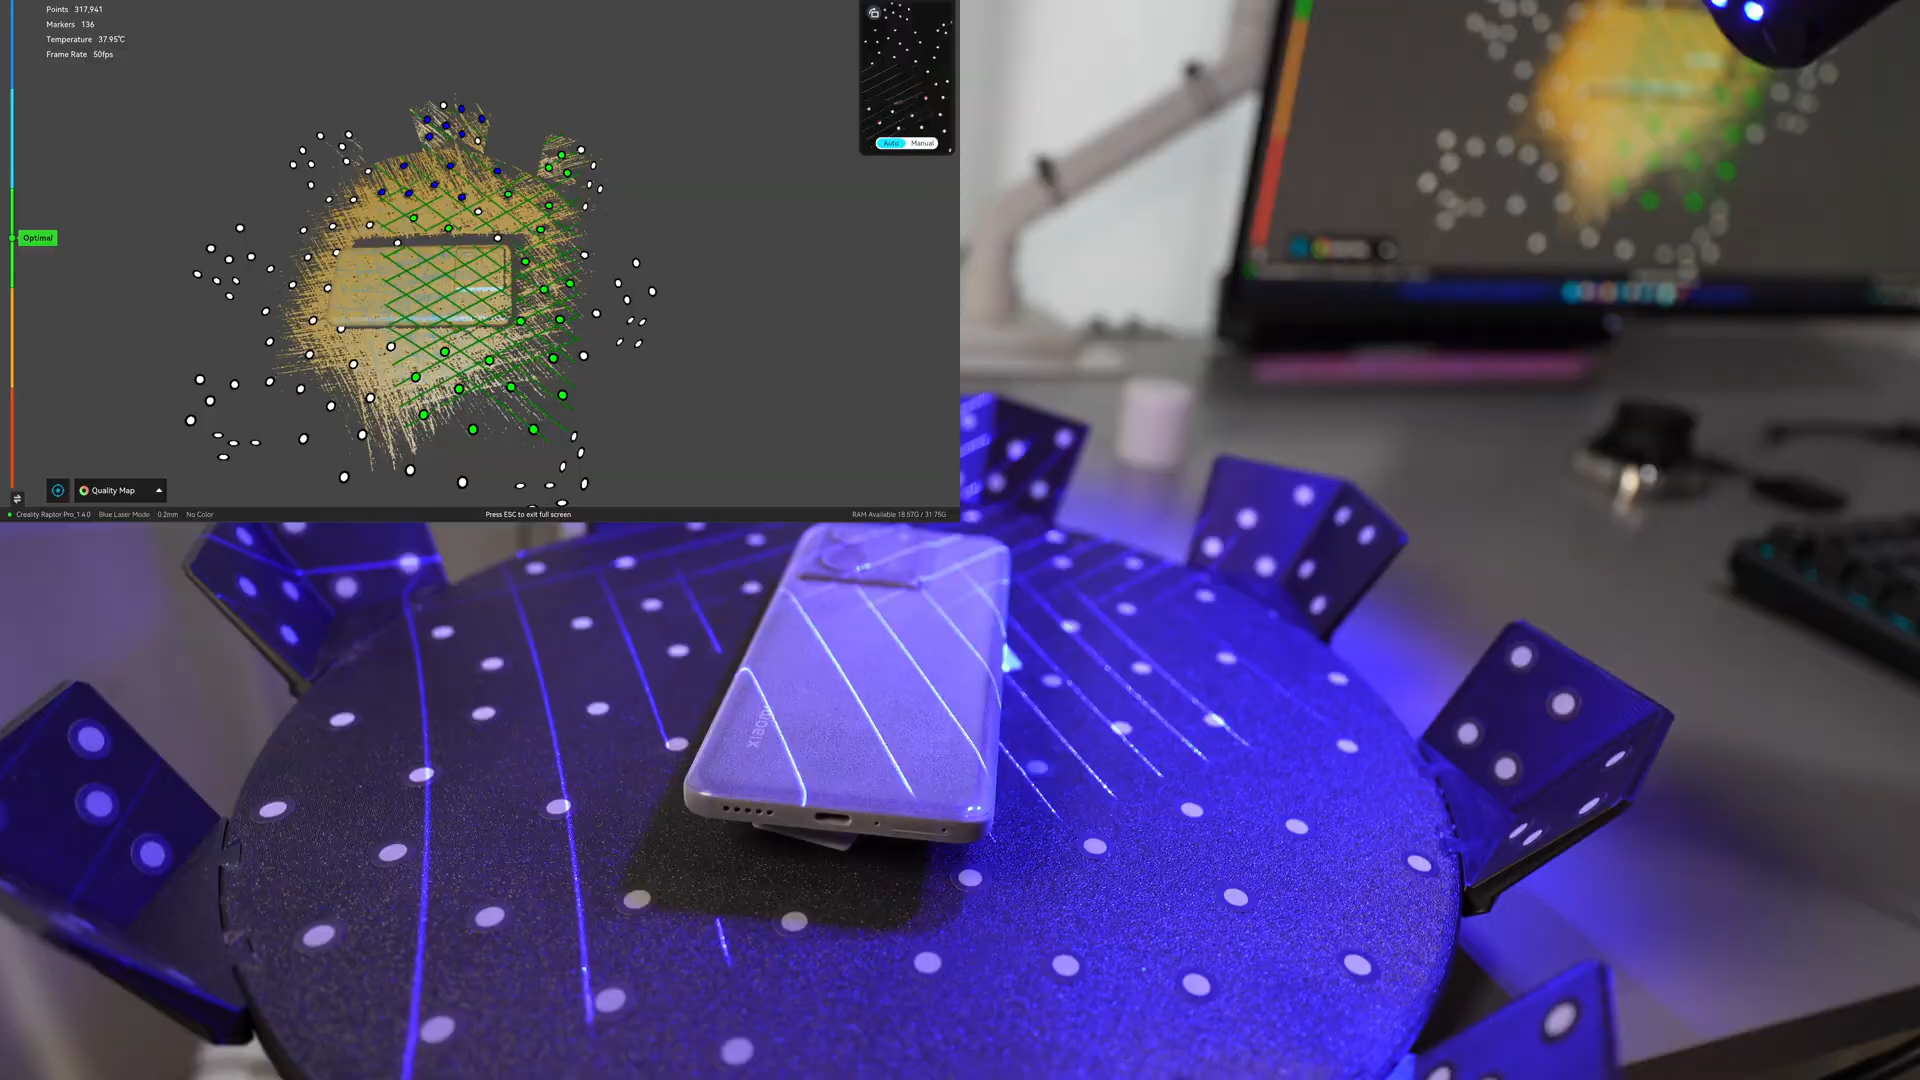 Points 317,941
Markers 136
Temperature 37.95℃
Frame Rate 50fps
Auto Manual
Optimal
Quality Map
Creality Raptor Pro_1.4.0 Blue Laser Mode 0.2mm No Color
Press ESC to exit full screen
RAM Available 18.57G / 31.75G
xiaomi